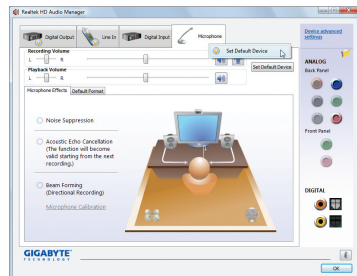 Realtek HD Audio Manager
Digital Output
Line In
Digital Input
Microphone
Device advanced settings
Set Default Device
Recording Volume
L
R
Set Default Device
Playback Volume
L
R
ANALOG
Back Panel
Microphone Effects
Default Format
Noise Suppression
Acoustic Echo Cancellation
(The function will become
valid starting from the next
recording.)
Beam Forming
(Directional Recording)
Microphone Calibration
Front Panel
DIGITAL
GIGABYTE
TECHNOLOGY
i
OK